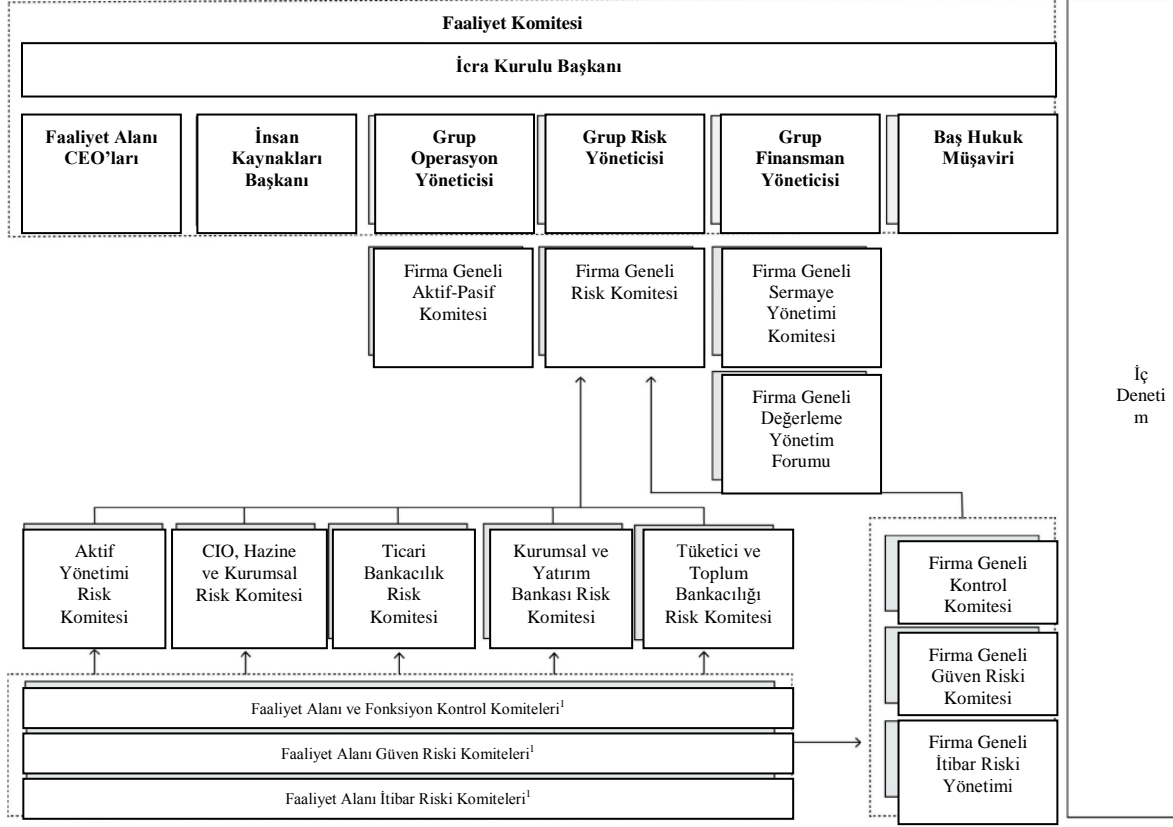 Faaliyet Komitesi
İcra Kurulu Başkanı
Faaliyet Alanı
CEO’ları
İnsan
Kaynakları
Başkanı
Grup
Operasyon
Yöneticisi
Grup Risk
Yöneticisi
Grup
Finansman
Yöneticisi
Baş Hukuk
Müşaviri
Firma Geneli
Aktif-Pasif
Komitesi
Firma Geneli
Risk Komitesi
Firma Geneli
Sermaye
Yönetimi
Komitesi
Firma Geneli
Değerleme
Yönetim
Forumu
İç
Deneti
m
Aktif
Yönetimi
Risk
Komitesi
CIO, Hazine
ve Kurumsal
Risk Komitesi
Ticari
Bankacılık
Risk
Komitesi
Kurumsal ve
Yatırım
Bankası Risk
Komitesi
Tüketici ve
Toplum
Bankacılığı
Risk Komitesi
Firma Geneli
Kontrol
Komitesi
Firma Geneli
Güven Riski
Komitesi
Firma Geneli
İtibar Riski
Yönetimi
Faaliyet Alanı ve Fonksiyon Kontrol Komiteleri¹
Faaliyet Alanı Güven Riski Komiteleri¹
Faaliyet Alanı İtibar Riski Komiteleri¹